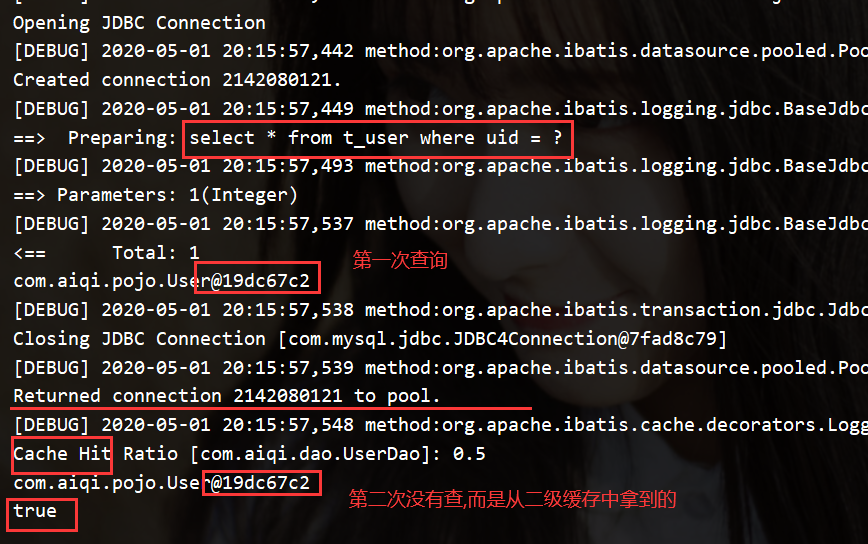 Opening JDBC Connection
[DEBUG] 2020-05-01 20:15:57,442 method:org.apache.ibatis.datasource.pooled.Poo
Created connection 2142080121.
[DEBUG] 2020-05-01 20:15:57,449 method:org.apache.ibatis.logging.jdbc.BaseJdbc
==>  Preparing: select * from t_user where uid = ?
[DEBUG] 2020-05-01 20:15:57,493 method:org.apache.ibatis.logging.jdbc.BaseJdbc
==> Parameters: 1(Integer)
[DEBUG] 2020-05-01 20:15:57,537 method:org.apache.ibatis.logging.jdbc.BaseJdbc
<==      Total: 1
第一次查询
com.aiqi.pojo.User@19dc67c2
[DEBUG] 2020-05-01 20:15:57,538 method:org.apache.ibatis.transaction.jdbc.Jdbc
Closing JDBC Connection [com.mysql.jdbc.JDBC4Connection@7fad8c79]
[DEBUG] 2020-05-01 20:15:57,539 method:org.apache.ibatis.datasource.pooled.Poo
Returned connection 2142080121 to pool.
[DEBUG] 2020-05-01 20:15:57,548 method:org.apache.ibatis.cache.decorators.Logg
Cache Hit Ratio [com.aiqi.dao.UserDao]: 0.5
com.aiqi.pojo.User@19dc67c2
第二次没有查,而是从二级缓存中拿到的
true